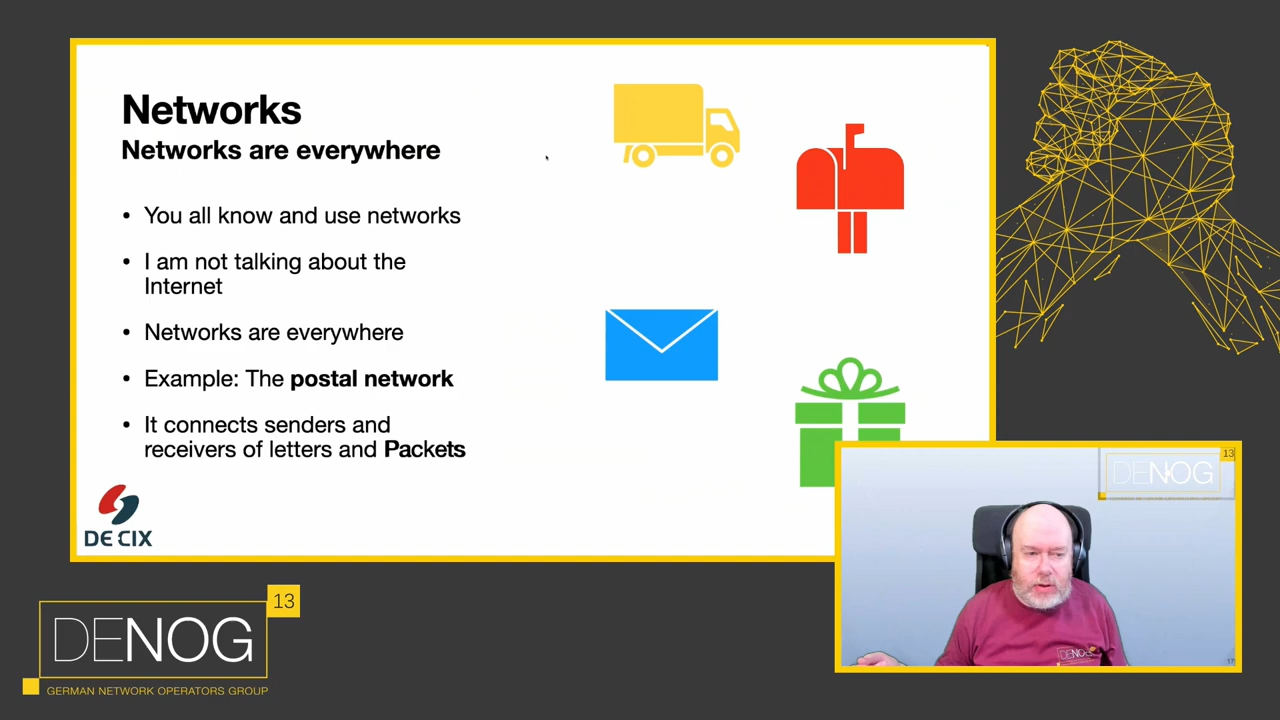 Networks
Networks are everywhere
• You all know and use networks
• I am not talking about the
Internet
• Networks are everywhere
• Example: The postal network
• It connects senders and
receivers of letters and Packets
DE CIX
13
DENOG
DENOG
17
13
DENOG
GERMAN NETWORK OPERATORS GROUP